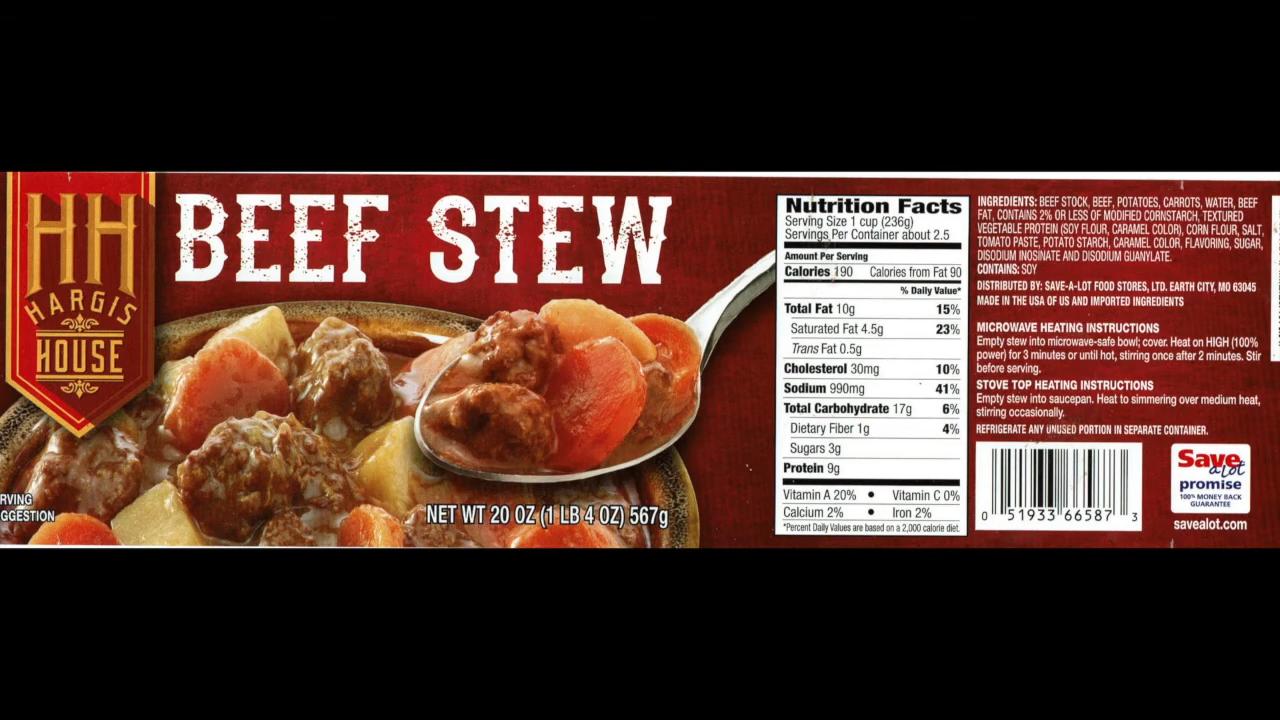 HH
HARGIS
HOUSE
BEEF STEW
RVING
GGESTION
NET WT 20 OZ (1 LB 4 OZ) 567g
Nutrition Facts
Serving Size 1 cup (236g)
Servings Per Container about 2.5
Amount Per Serving
Calories 190 Calories from Fat 90
% Daily Value*
Total Fat 10g 15%
Saturated Fat 4.5g 23%
Trans Fat 0.5g
Cholesterol 30mg 10%
Sodium 990mg 41%
Total Carbohydrate 17g 6%
Dietary Fiber 1g 4%
Sugars 3g
Protein 9g
Vitamin A 20% • Vitamin C 0%
Calcium 2% • Iron 2%
*Percent Daily Values are based on a 2,000 calorie diet.
INGREDIENTS: BEEF STOCK, BEEF, POTATOES, CARROTS, WATER, BEEF
FAT, CONTAINS 2% OR LESS OF MODIFIED CORNSTARCH, TEXTURED
VEGETABLE PROTEIN (SOY FLOUR, CARAMEL COLOR), CORN FLOUR, SALT,
TOMATO PASTE, POTATO STARCH, CARAMEL COLOR, FLAVORING, SUGAR,
DISODIUM INOSINATE AND DISODIUM GUANYLATE.
CONTAINS: SOY
DISTRIBUTED BY: SAVE-A-LOT FOOD STORES, LTD. EARTH CITY, MO 63045
MADE IN THE USA OF US AND IMPORTED INGREDIENTS
MICROWAVE HEATING INSTRUCTIONS
Empty stew into microwave-safe bowl; cover. Heat on HIGH (100%
power) for 3 minutes or until hot, stirring once after 2 minutes. Stir
before serving.
STOVE TOP HEATING INSTRUCTIONS
Empty stew into saucepan. Heat to simmering over medium heat,
stirring occasionally.
REFRIGERATE ANY UNUSED PORTION IN SEPARATE CONTAINER.
0 51933 66587 3
Save
a lot
promise
100% MONEY BACK
GUARANTEE
savealot.com